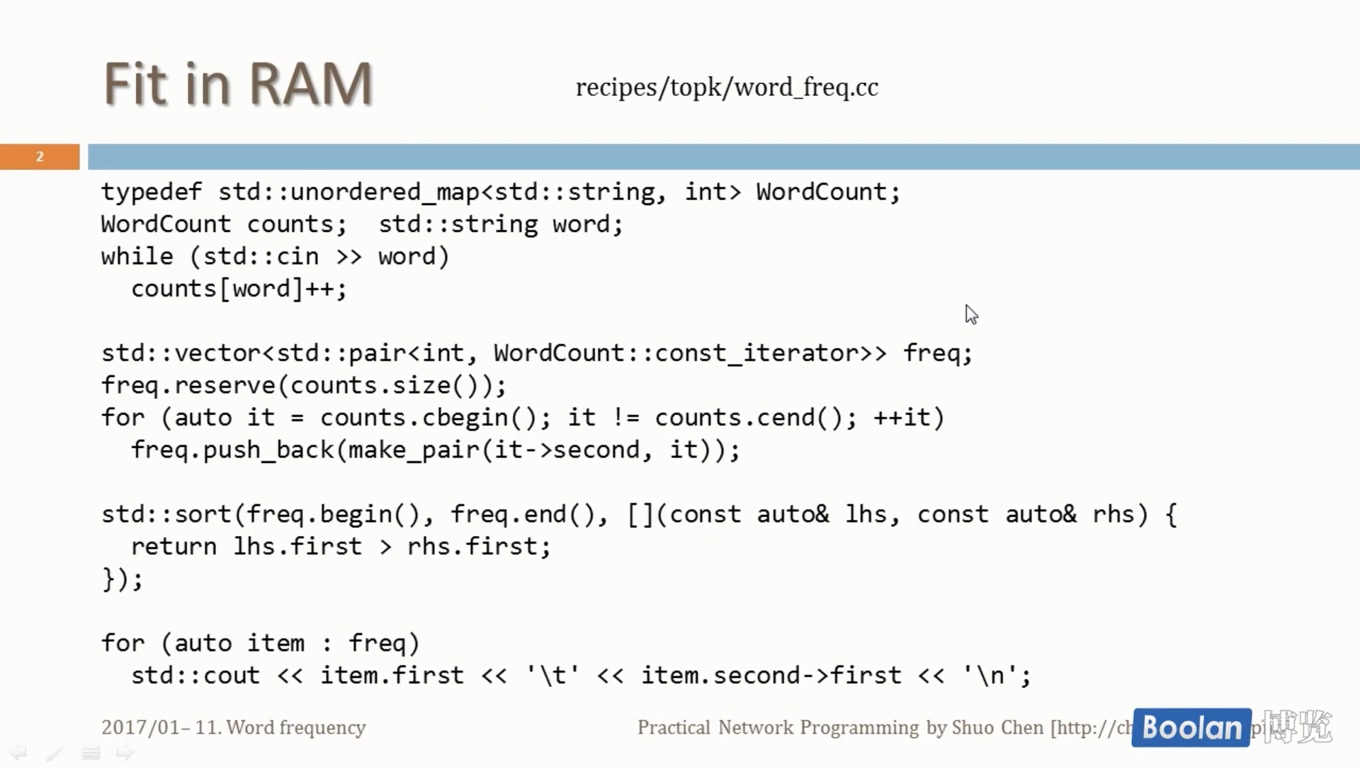 Fit in RAM
recipes/topk/word_freq.cc
2
typedef std::unordered_map<std::string, int> WordCount;
WordCount counts;  std::string word;
while (std::cin >> word)
  counts[word]++;
std::vector<std::pair<int, WordCount::const_iterator>> freq;
freq.reserve(counts.size());
for (auto it = counts.cbegin(); it != counts.cend(); ++it)
  freq.push_back(make_pair(it->second, it));
std::sort(freq.begin(), freq.end(), [](const auto& lhs, const auto& rhs) {
  return lhs.first > rhs.first;
});
for (auto item : freq)
  std::cout << item.first << '\t' << item.second->first << '\n';
2017/01– 11. Word frequency
Practical Network Programming by Shuo Chen [http://ch
Boolan 博览